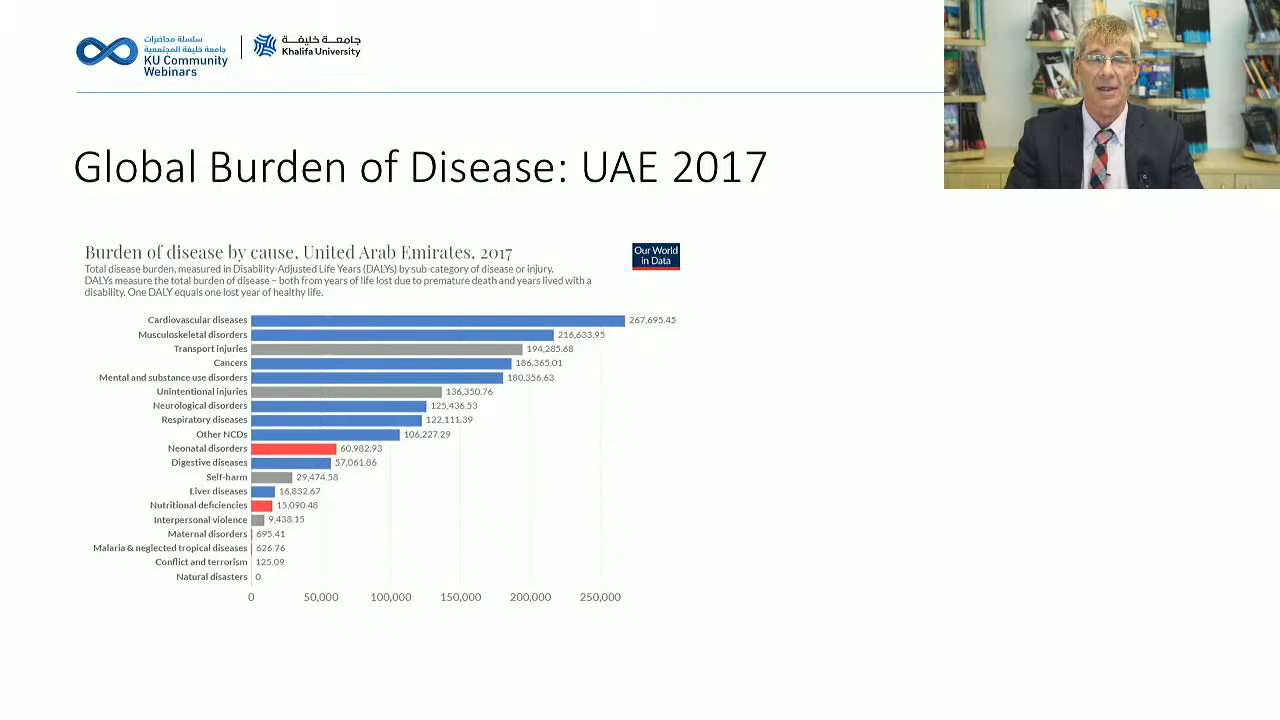 سلسلة محاضرات
جامعة خليفة المجتمعية
KU Community
Webinars
جامعــة خليفــة
Khalifa University
Global Burden of Disease: UAE 2017
Burden of disease by cause, United Arab Emirates, 2017
Our World
in Data
Total disease burden, measured in Disability-Adjusted Life Years (DALYs) by sub-category of disease or injury.
DALYs measure the total burden of disease – both from years of life lost due to premature death and years lived with a
disability. One DALY equals one lost year of healthy life.
Cardiovascular diseases 267,695.45
Musculoskeletal disorders 216,633.95
Transport injuries 194,285.68
Cancers 186,365.01
Mental and substance use disorders 180,356.63
Unintentional injuries 136,350.76
Neurological disorders 125,436.53
Respiratory diseases 122,111.39
Other NCDs 106,227.29
Neonatal disorders 60,982.93
Digestive diseases 57,061.86
Self-harm 29,474.58
Liver diseases 16,832.67
Nutritional deficiencies 15,090.48
Interpersonal violence 9,438.15
Maternal disorders 695.41
Malaria & neglected tropical diseases 626.76
Conflict and terrorism 125.09
Natural disasters 0
0 50,000 100,000 150,000 200,000 250,000